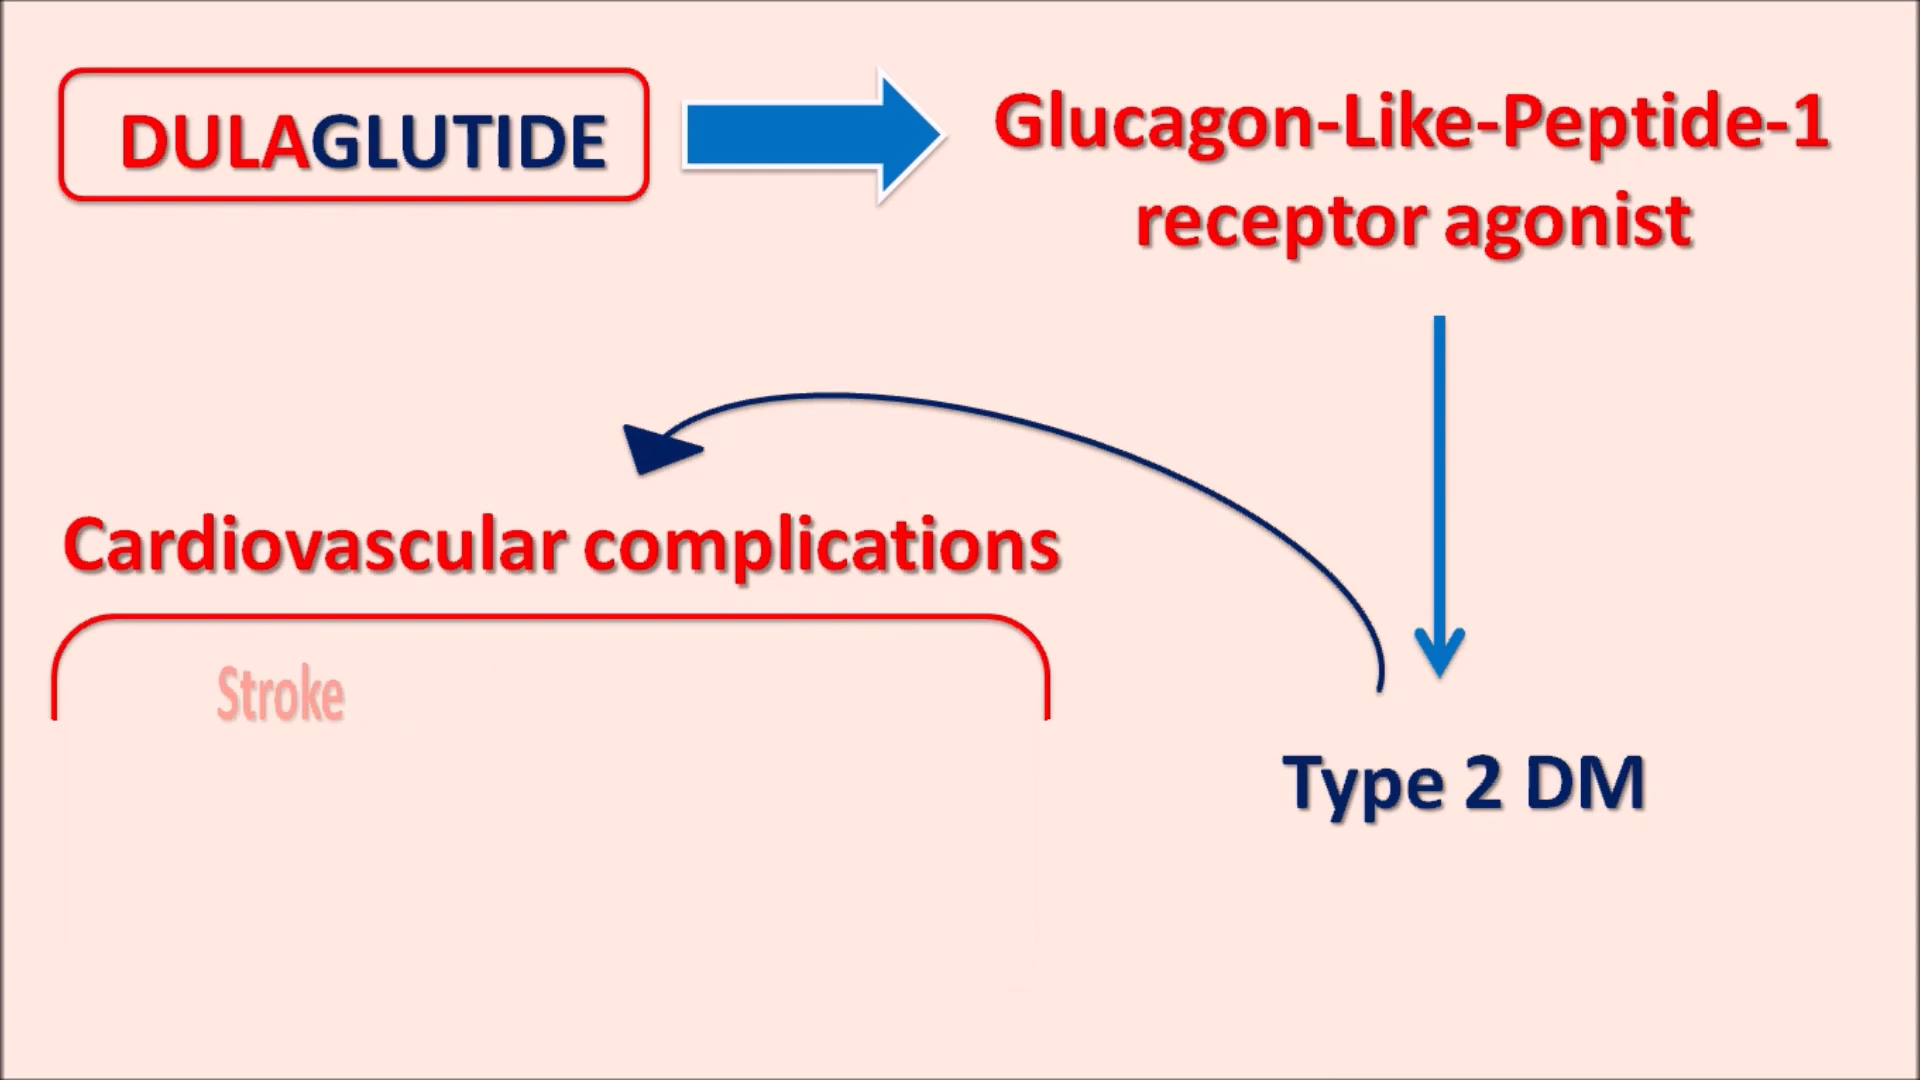 DULAGLUTIDE
Glucagon-Like-Peptide-1
receptor agonist
Cardiovascular complications
Stroke
Type 2 DM